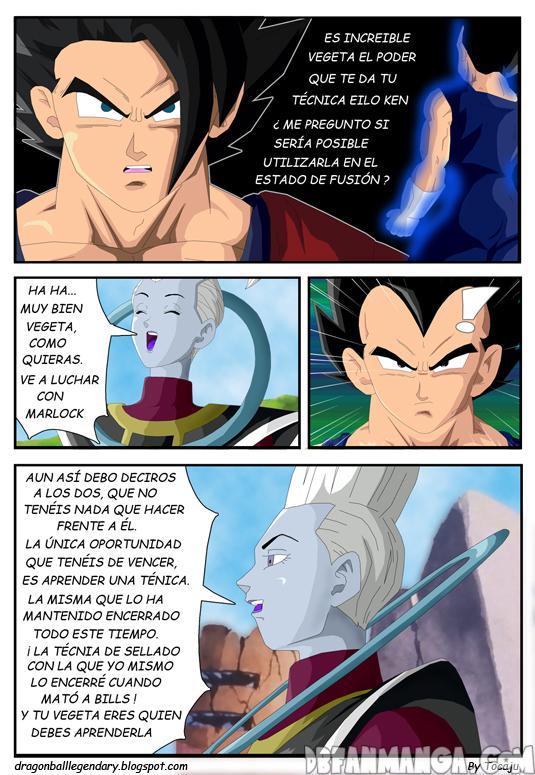 ES INCREIBLE
VEGETA EL PODER
QUE TE DA TU
TÉCNICA EILO KEN
¿ ME PREGUNTO SI
SERÍA POSIBLE
UTILIZARLA EN EL
ESTADO DE FUSIÓN ?
HA HA...
MUY BIEN
VEGETA,
COMO
QUIERAS.
VE A LUCHAR
CON
MARLOCK
!
AUN ASÍ DEBO DECIROS
A LOS DOS, QUE NO
TENÉIS NADA QUE HACER
FRENTE A ÉL.
LA ÚNICA OPORTUNIDAD
QUE TENÉIS DE VENCER,
ES APRENDER UNA TÉNICA.
LA MISMA QUE LO HA
MANTENIDO ENCERRADO
TODO ESTE TIEMPO.
¡ LA TÉCNIA DE SELLADO
CON LA QUE YO MISMO
LO ENCERRÉ CUANDO
MATÓ A BILLS !
Y TU VEGETA ERES QUIEN
DEBES APRENDERLA
DBFANMANGA.COM
dragonballlegendary.blogspot.com
By Tocayu